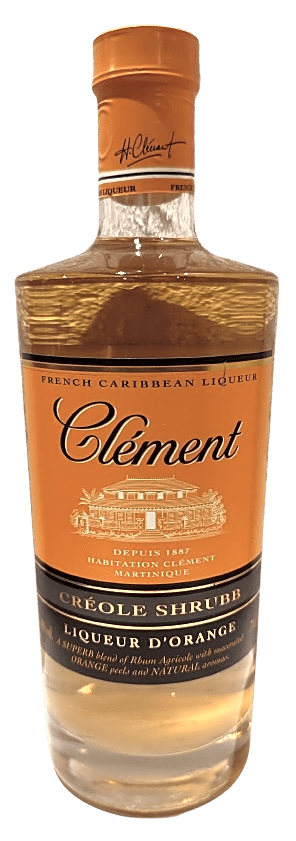 H. Clément
LIQUEUR FRENCH
FRENCH CARIBBEAN LIQUEUR
Clément
DEPUIS 1887
HABITATION CLÉMENT
MARTINIQUE
CRÉOLE SHRUBB
LIQUEUR D'ORANGE
A SUPERB blend of Rhum Agricole with macerated
ORANGE peels and NATURAL aromas.